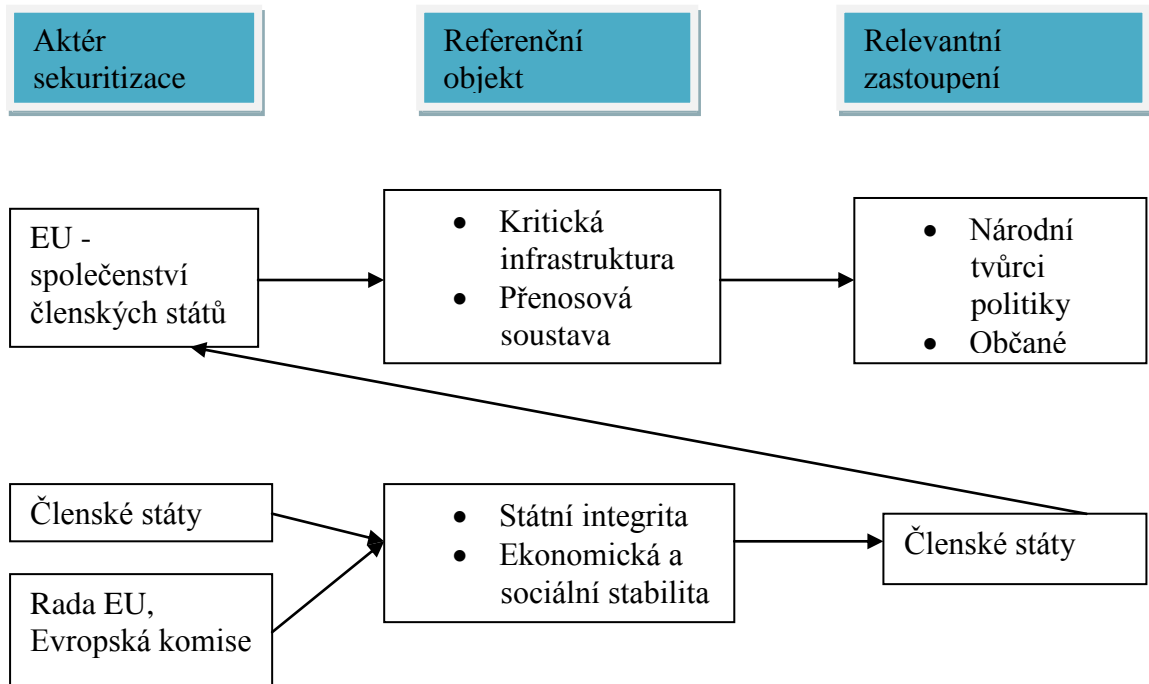 Aktér
sekuritizace
Referenční
objekt
Relevantní
zastoupení
EU -
společenství
členských států
• Kritická
infrastruktura
• Přenosová
soustava
• Národní
tvůrci
politiky
• Občané
Členské státy
Rada EU,
Evropská komise
• Státní integrita
• Ekonomická a
sociální stabilita
Členské státy